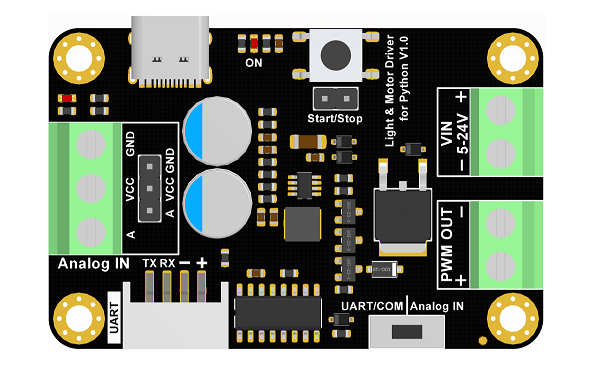 ON
Start/Stop
Light & Motor Driver
for Python V1.0
VIN
− 5-24V +
GND
VCC
A
A VCC GND
Analog IN
PWM OUT
+ −
TX RX − +
UART
UART/COM Analog IN